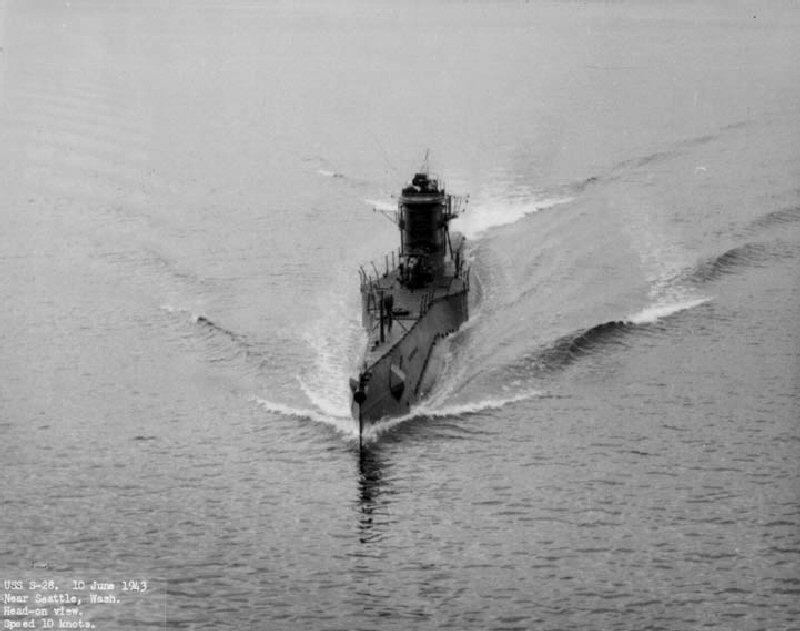 USS S-28. 10 June 1943
Near Seattle, Wash.
Head-on view.
Speed 10 knots.